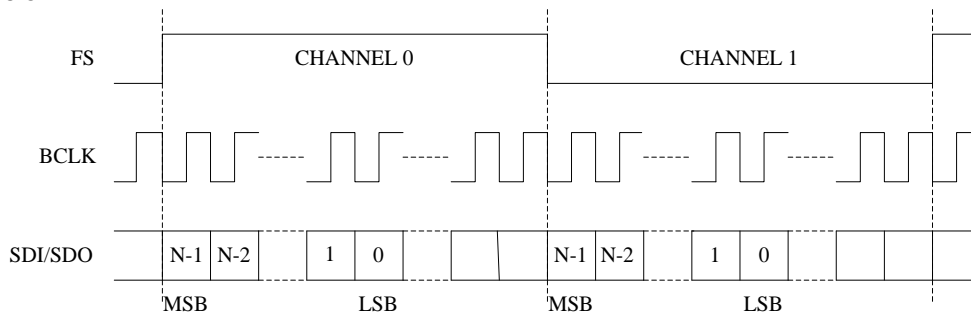 FS CHANNEL 0 CHANNEL 1
BCLK
SDI/SDO N-1 N-2 1 0 N-1 N-2 1 0
MSB LSB MSB LSB